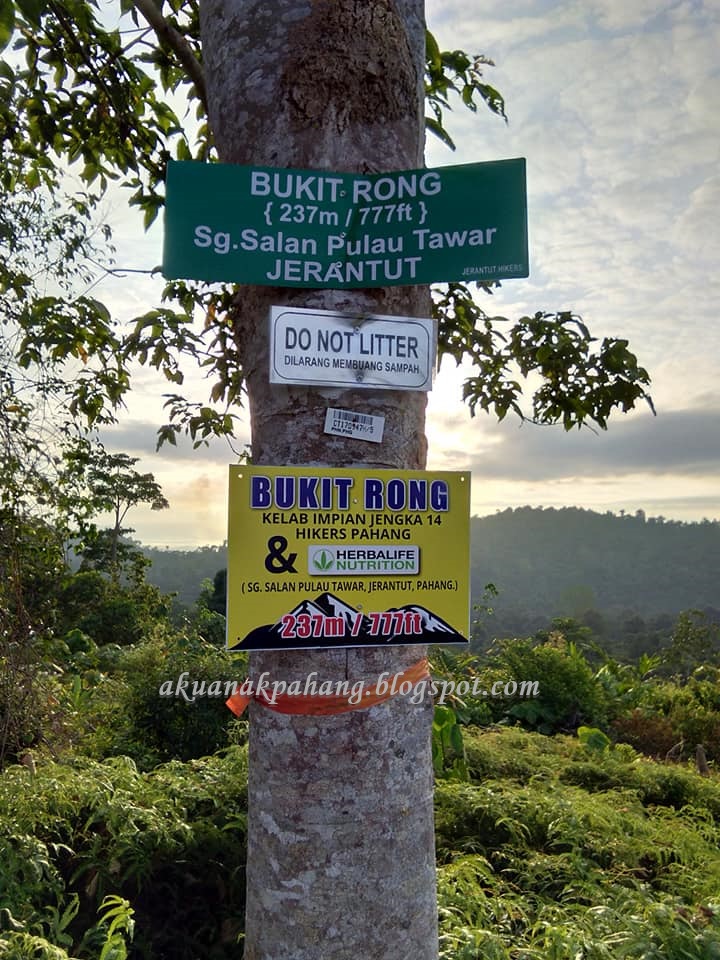 BUKIT RONG
{ 237m / 777ft }
Sg.Salan Pulau Tawar
JERANTUT
JERANTUT HIKERS
DO NOT LITTER
DILARANG MEMBUANG SAMPAH
BUKIT RONG
KELAB IMPIAN JENGKA 14
HIKERS PAHANG
& HERBALIFE
NUTRITION
( SG. SALAN PULAU TAWAR, JERANTUT, PAHANG.)
237m / 777ft
akuanakpahang.blogspot.com